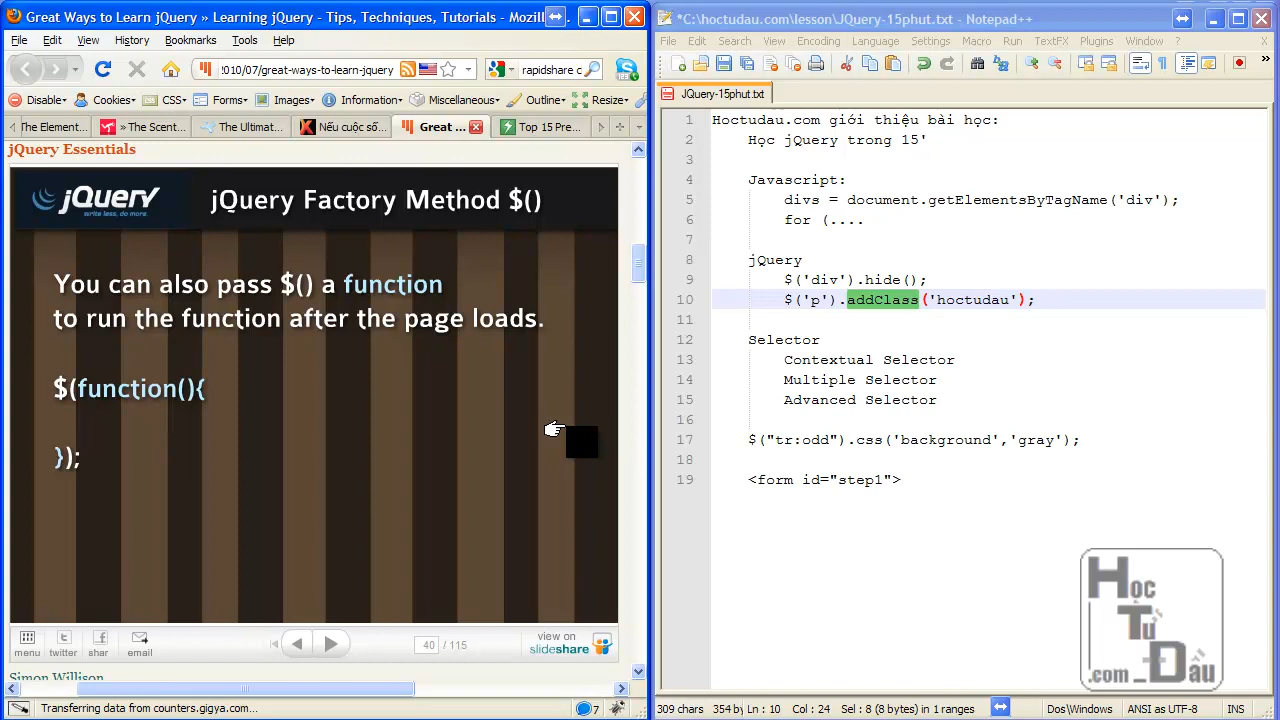 Great Ways to Learn jQuery » Learning jQuery - Tips, Techniques, Tutorials - Mozill...
File Edit View History Bookmarks Tools Help
010/07/great-ways-to-learn-jquery
rapidshare c
Disable Cookies CSS Forms Images Information Miscellaneous Outline Resize
The Element... » The Scent... The Ultimat... Nếu cuộc số... Great ... Top 15 Pre...
jQuery Essentials
jQuery
write less, do more.
jQuery Factory Method $()
You can also pass $() a function
to run the function after the page loads.
$(function(){
});
menu twitter shar email
40 / 115
view on
slideshare
Simon Willison
Transferring data from counters.gigya.com...
7
*C:\hoctudau.com\lesson\JQuery-15phut.txt - Notepad++
File Edit Search View Encoding Language Settings Macro Run TextFX Plugins Window ?
JQuery-15phut.txt
1 Hoctudau.com giới thiệu bài học:
2 Học jQuery trong 15'
3
4 Javascript:
5 divs = document.getElementsByTagName('div');
6 for (....
7
8 jQuery
9 $('div').hide();
10 $('p').addClass('hoctudau');
11
12 Selector
13 Contextual Selector
14 Multiple Selector
15 Advanced Selector
16
17 $("tr:odd").css('background','gray');
18
19 <form id="step1">
Học
Từ
.com_Đầu
309 chars 354 by Ln : 10 Col : 24 Sel : 8 (8 bytes) in 1 ranges Dos\Windows ANSI as UTF-8 INS